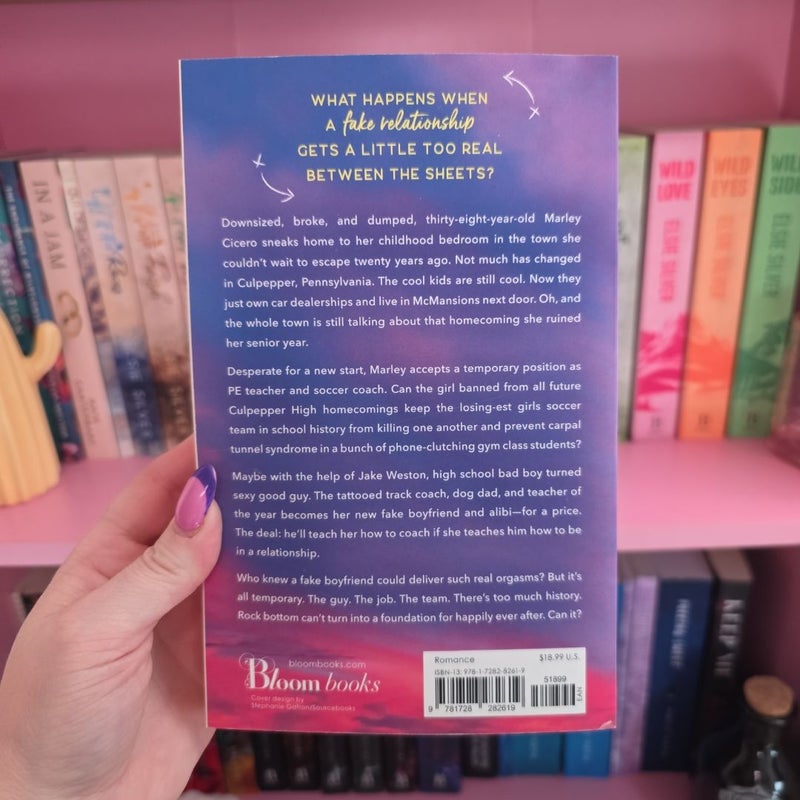 WHAT HAPPENS WHEN
A fake relationship
GETS A LITTLE TOO REAL
BETWEEN THE SHEETS?
Downsized, broke, and dumped, thirty-eight-year-old Marley
Cicero sneaks home to her childhood bedroom in the town she
couldn't wait to escape twenty years ago. Not much has changed
in Culpepper, Pennsylvania. The cool kids are still cool. Now they
just own car dealerships and live in McMansions next door. Oh, and
the whole town is still talking about that homecoming she ruined
her senior year.
Desperate for a new start, Marley accepts a temporary position as
PE teacher and soccer coach. Can the girl banned from all future
Culpepper High homecomings keep the losing-est girls soccer
team in school history from killing one another and prevent carpal
tunnel syndrome in a bunch of phone-clutching gym class students?
Maybe with the help of Jake Weston, high school bad boy turned
sexy good guy. The tattooed track coach, dog dad, and teacher of
the year becomes her new fake boyfriend and alibi—for a price.
The deal: he'll teach her how to coach if she teaches him how to be
in a relationship.
Who knew a fake boyfriend could deliver such real orgasms? But it's
all temporary. The guy. The job. The team. There's too much history.
Rock bottom can't turn into a foundation for happily ever after. Can it?
bloombooks.com
Bloom books
Cover design by
Stephanie Gafron/Sourcebooks
Romance
$18.99 U.S.
ISBN-13: 978-1-7282-8261-9
51899
EAN
9 781728 282619
IN A JAM
WILD
LOVE
ELSIE SILVER
WILD
EYES
ELSIE SILVER
WILD
SIDE
ELSIE SILVER